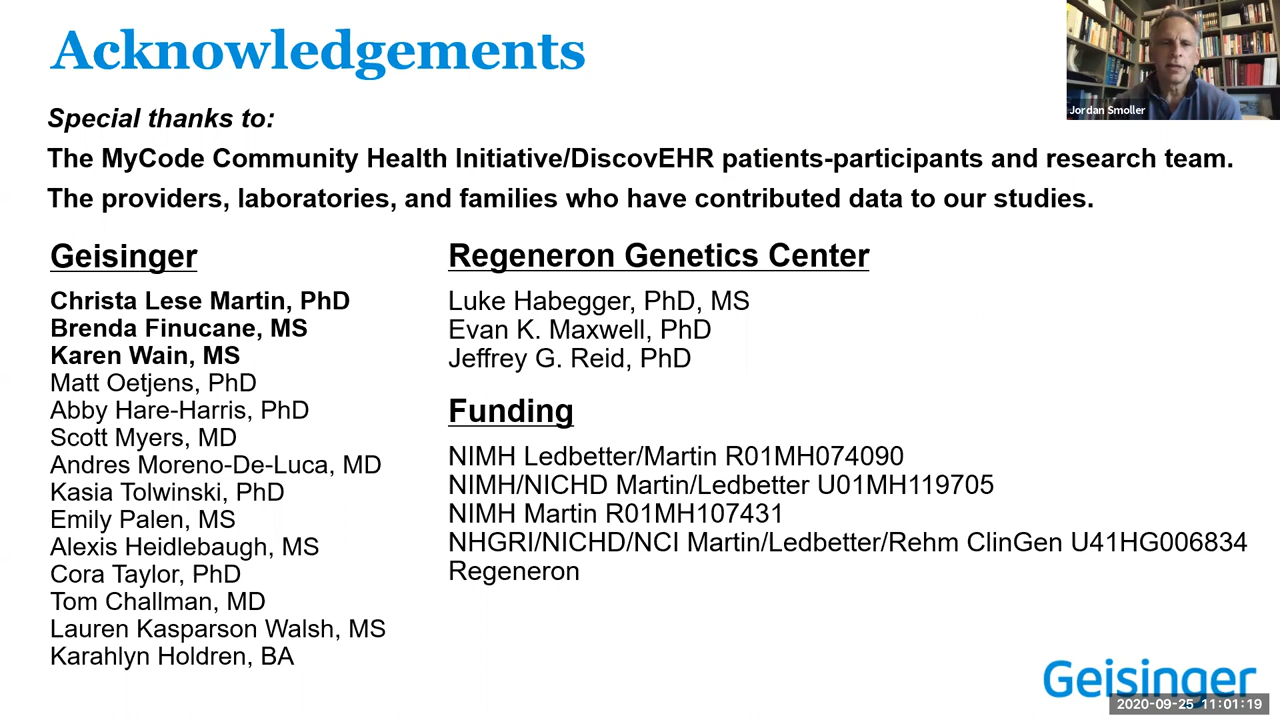 Acknowledgements
Jordan Smoller
Special thanks to:
The MyCode Community Health Initiative/DiscovEHR patients-participants and research team.
The providers, laboratories, and families who have contributed data to our studies.
Geisinger
Christa Lese Martin, PhD
Brenda Finucane, MS
Karen Wain, MS
Matt Oetjens, PhD
Abby Hare-Harris, PhD
Scott Myers, MD
Andres Moreno-De-Luca, MD
Kasia Tolwinski, PhD
Emily Palen, MS
Alexis Heidlebaugh, MS
Cora Taylor, PhD
Tom Challman, MD
Lauren Kasparson Walsh, MS
Karahlyn Holdren, BA
Regeneron Genetics Center
Luke Habegger, PhD, MS
Evan K. Maxwell, PhD
Jeffrey G. Reid, PhD
Funding
NIMH Ledbetter/Martin R01MH074090
NIMH/NICHD Martin/Ledbetter U01MH119705
NIMH Martin R01MH107431
NHGRI/NICHD/NCI Martin/Ledbetter/Rehm ClinGen U41HG006834
Regeneron
Geisinger
2020-09-25 11:01:19